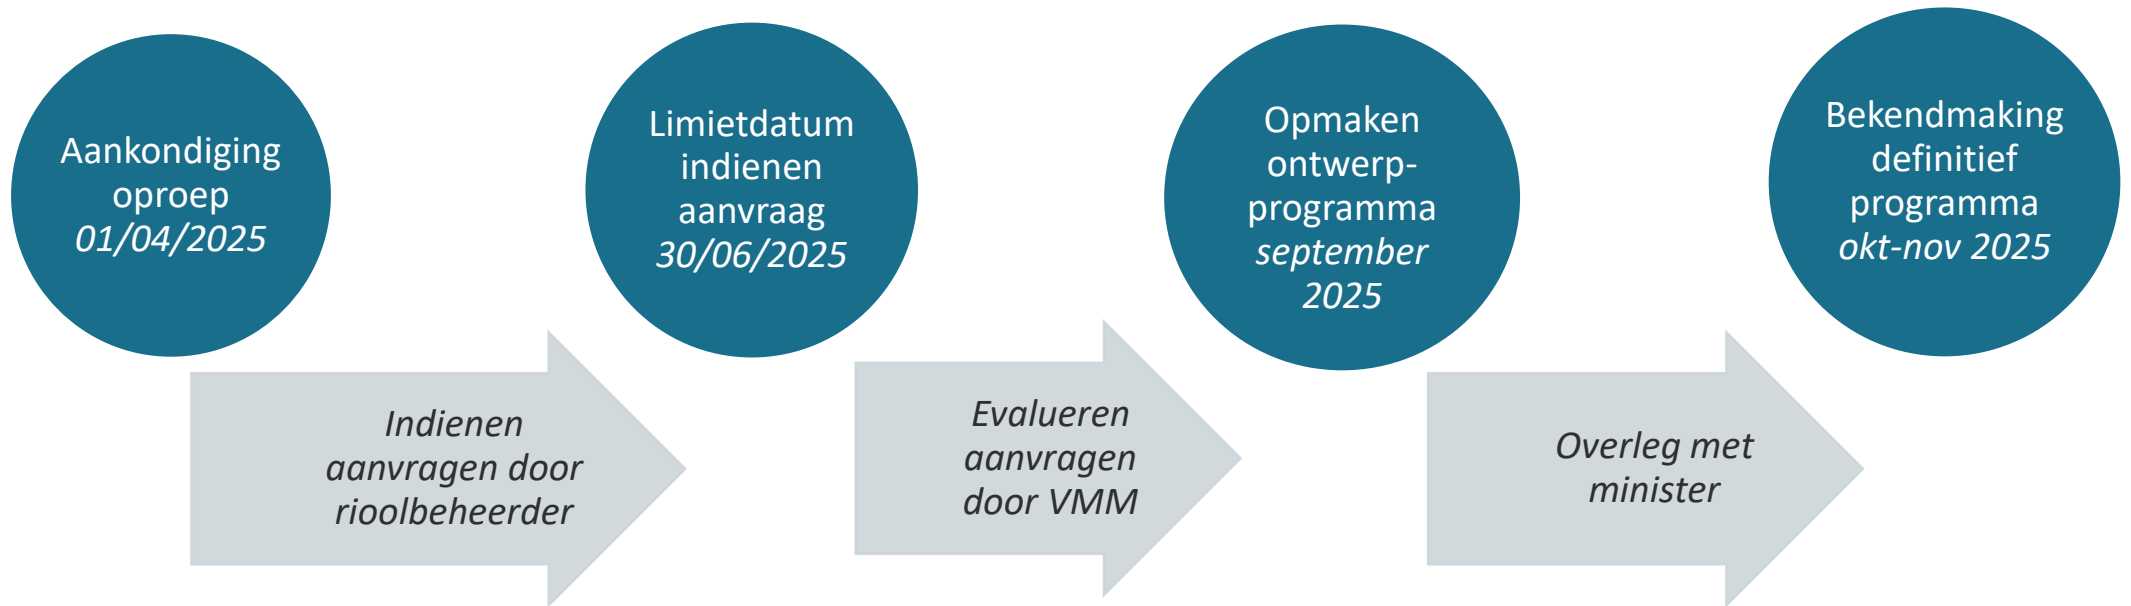 Aankondiging
oproep
01/04/2025
Limietdatum
indienen
aanvraag
30/06/2025
Opmaken
ontwerp-
programma
september
2025
Bekendmaking
definitief
programma
okt-nov 2025
Indienen
aanvragen door
rioolbeheerder
Evalueren
aanvragen
door VMM
Overleg met
minister